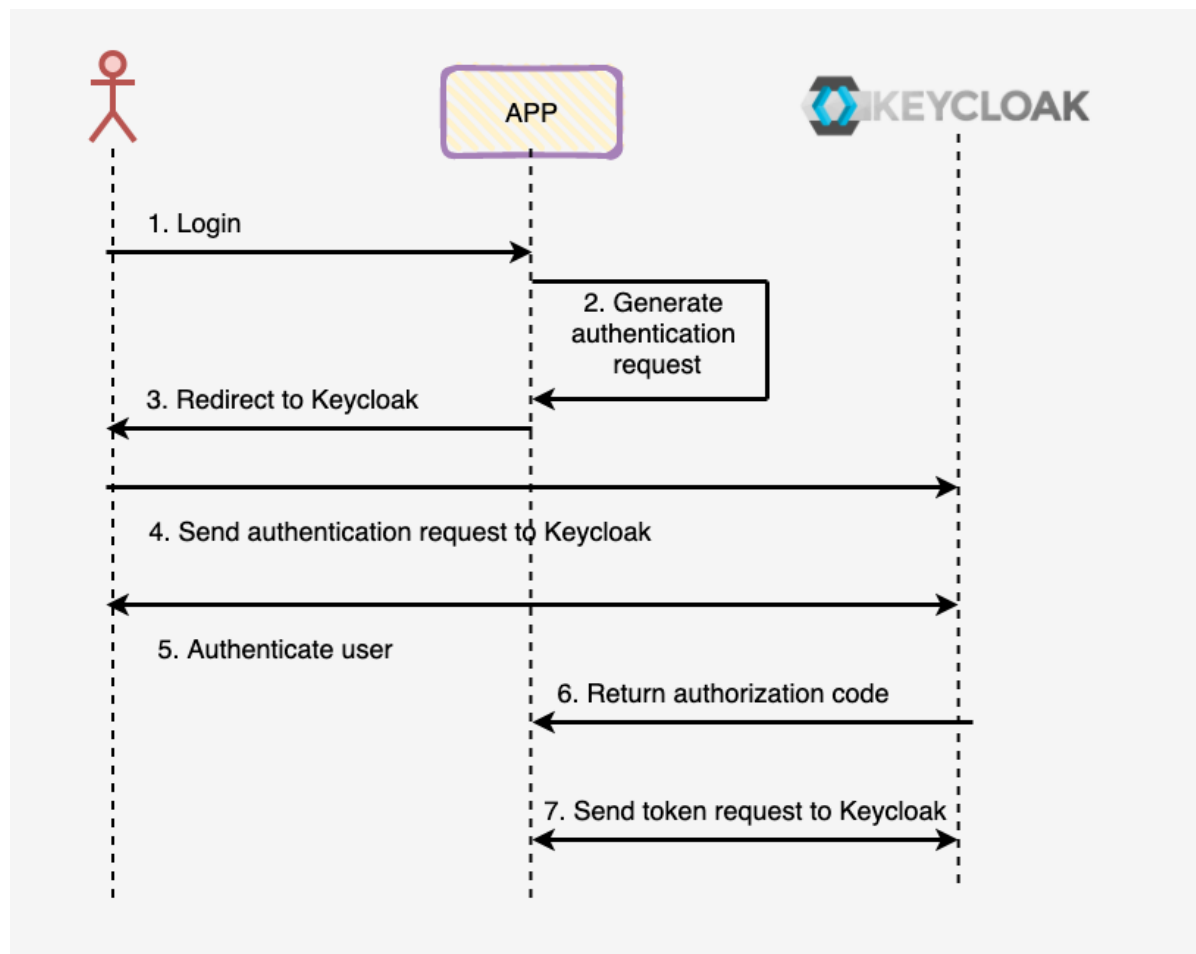 APP
KEYCLOAK
1. Login
2. Generate
authentication
request
3. Redirect to Keycloak
4. Send authentication request to Keycloak
5. Authenticate user
6. Return authorization code
7. Send token request to Keycloak